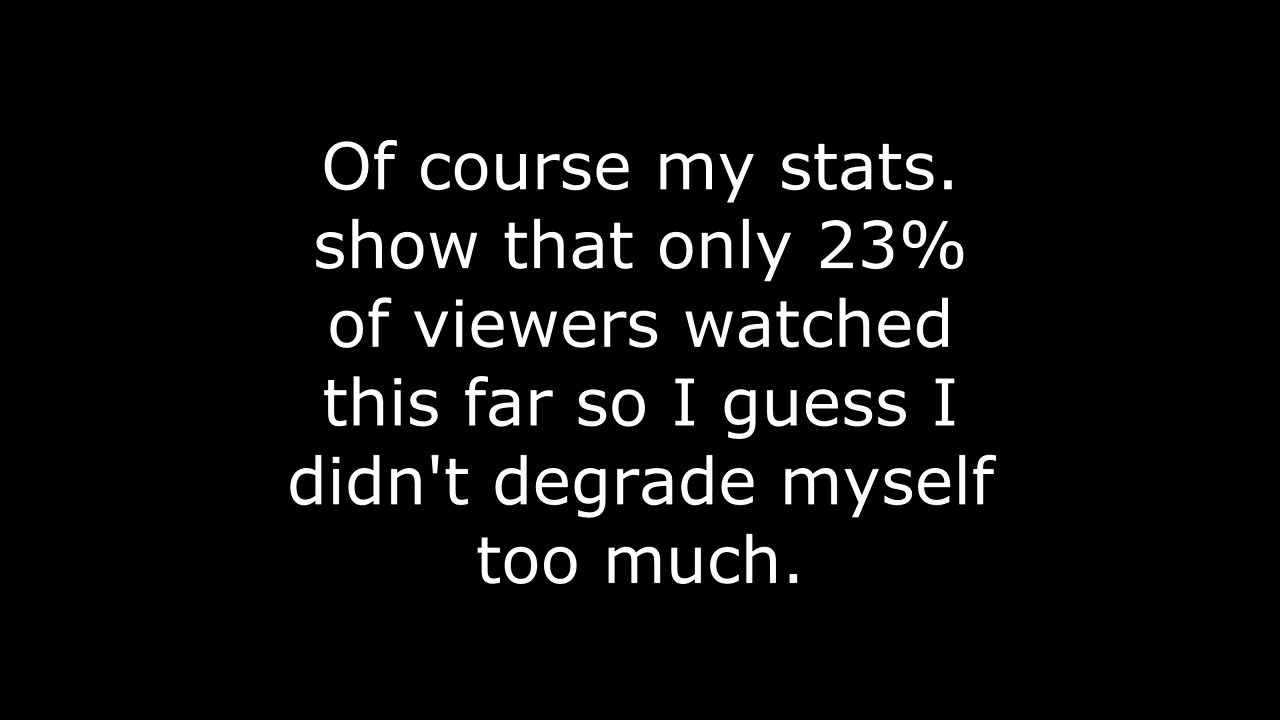 Of course my stats.
show that only 23%
of viewers watched
this far so I guess I
didn't degrade myself
too much.